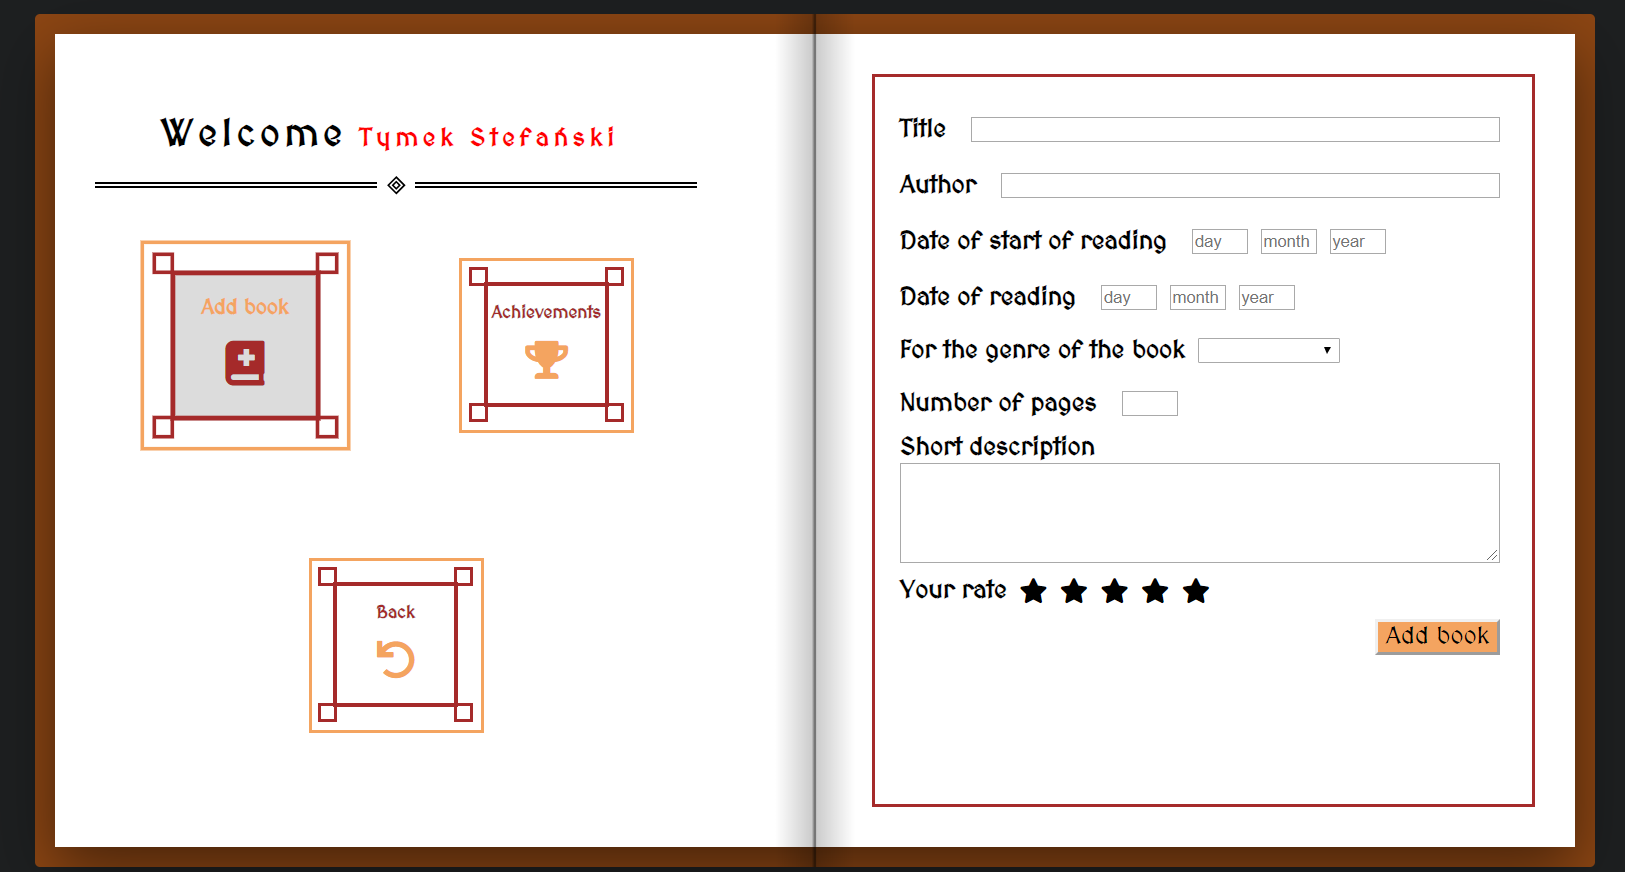 Welcome Tymek Stefański
Add book
Achievements
Back
Title
Author
Date of start of reading day month year
Date of reading day month year
For the genre of the book
Number of pages
Short description
Your rate
Add book